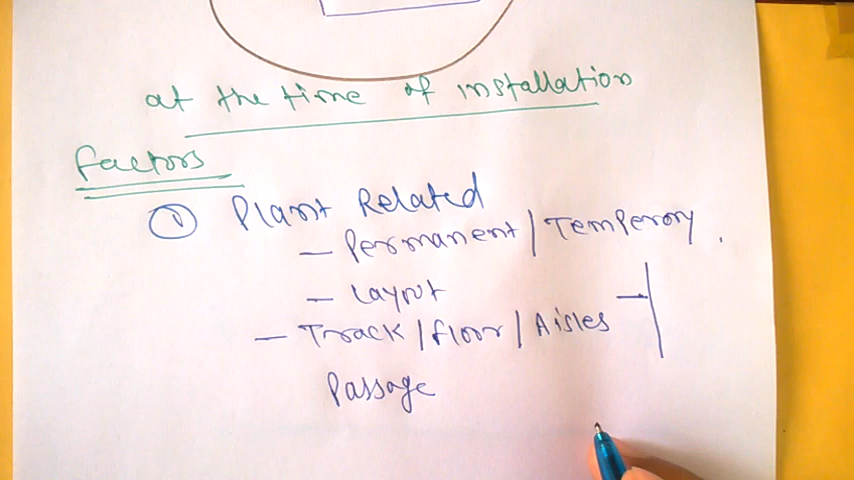 at the time of installation
Factors
① Plant Related
- Permanent/Temperory
- Layout
- Track/floor/Aisles
Passage